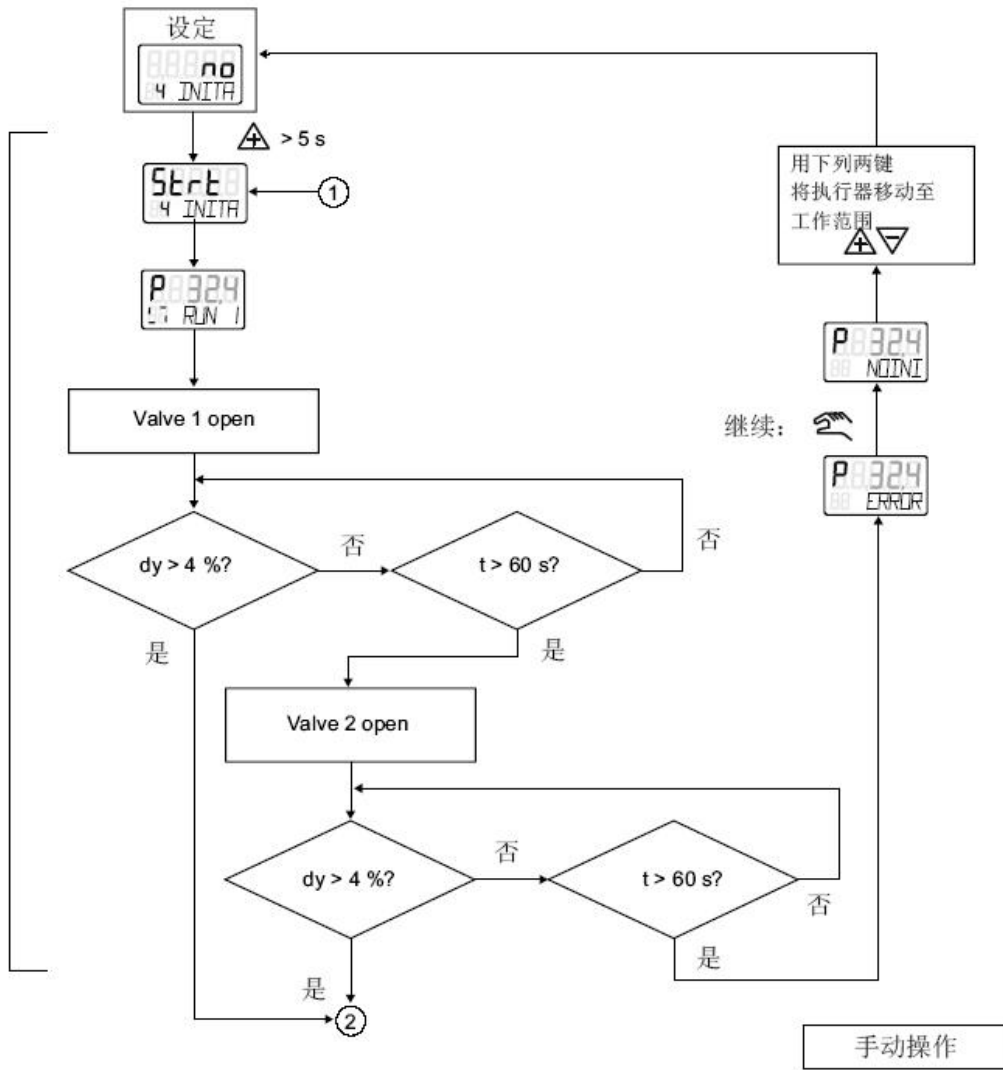 设定
no
4 INITA
> 5 s
Strt
4 INITA
1
P 32.4
RUN 1
Valve 1 open
dy > 4 %?
否
t > 60 s?
否
是
是
Valve 2 open
dy > 4 %?
否
t > 60 s?
否
是
是
2
用下列两键
将执行器移动至
工作范围
P 32.4
NOINI
继续：
P 32.4
ERROR
手动操作